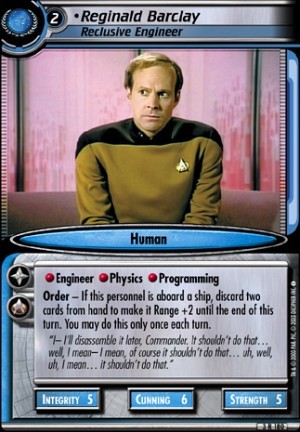 2 •Reginald Barclay
Reclusive Engineer
Human
Engineer Physics Programming
Order – If this personnel is aboard a ship, discard two
cards from hand to make it Range +2 until the end of this
turn. You may do this only once each turn.
"I– I'll disassemble it later, Commander. It shouldn't do that…
well, I mean– I mean, of course it shouldn't do that… uh, well,
uh, I mean… it shouldn't do that."
INTEGRITY 5 CUNNING 6 STRENGTH 5